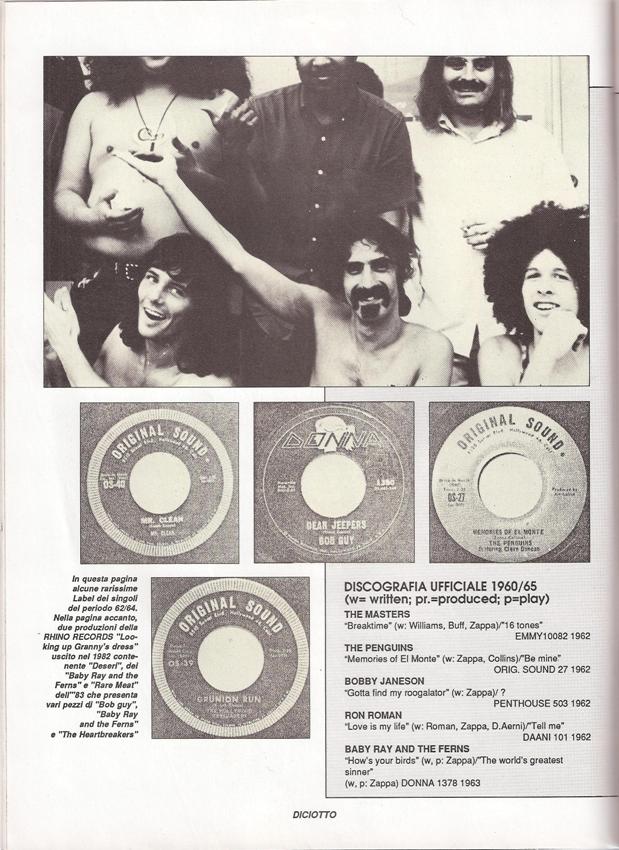 ORIGINAL SOUND
OS-40
MR. CLEAN
MR. CLEAN
DONNA
1380
DEAR JEEPERS
BOB GUY
ORIGINAL SOUND
OS-27
MEMORIES OF EL MONTE
THE PENGUINS
Featuring Cleve Duncan
In questa pagina
alcune rarissime
Label dei singoli
del periodo 62/64.
Nella pagina accanto,
due produzioni della
RHINO RECORDS "Loo-
king up Granny's dress"
uscito nel 1982 conte-
nente "Deseri", dei
"Baby Ray and the
Ferns" e "Rare Meat"
dell'"83 che presenta
vari pezzi di "Bob guy",
"Baby Ray
and the Ferns"
e "The Heartbreakers"
ORIGINAL SOUND
OS-39
GRUNION RUN
DISCOGRAFIA UFFICIALE 1960/65
(w= written; pr.=produced; p=play)
THE MASTERS
"Breaktime" (w: Williams, Buff, Zappa)/"16 tones"
EMMY10082 1962
THE PENGUINS
"Memories of El Monte" (w: Zappa, Collins)/"Be mine"
ORIG. SOUND 27 1962
BOBBY JANESON
"Gotta find my roogalator" (w: Zappa)/ ?
PENTHOUSE 503 1962
RON ROMAN
"Love is my life" (w: Roman, Zappa, D.Aerni)/"Tell me"
DAANI 101 1962
BABY RAY AND THE FERNS
"How's your birds" (w, p: Zappa)/"The world's greatest
sinner"
(w, p: Zappa) DONNA 1378 1963
DICIOTTO